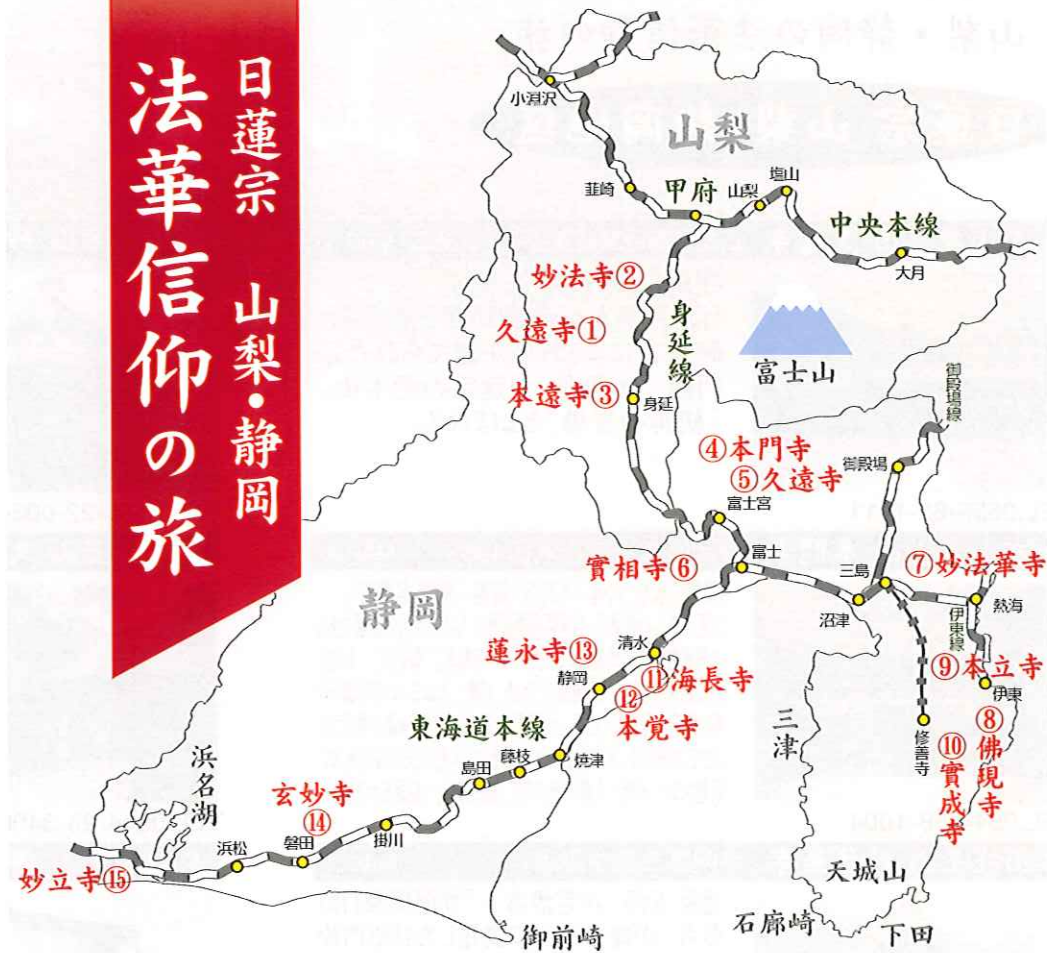 日蓮宗　山梨・静岡
法華信仰の旅
小淵沢
山梨
韮崎
甲府
山梨
塩山
中央本線
大月
妙法寺②
久遠寺①
身延線
富士山
本遠寺③
身延
御殿場線
④本門寺
⑤久遠寺
御殿場
富士宮
富士
實相寺⑥
三島
⑦妙法華寺
沼津
熱海
伊東線
静岡
清水
蓮永寺⑬
静岡
⑪海長寺
⑫
本覚寺
⑨本立寺
伊東
東海道本線
三津
修善寺
⑧佛現寺
⑩實成寺
島田
藤枝
焼津
浜名湖
玄妙寺
⑭
掛川
浜松
磐田
妙立寺⑮
天城山
石廊崎
下田
御前崎